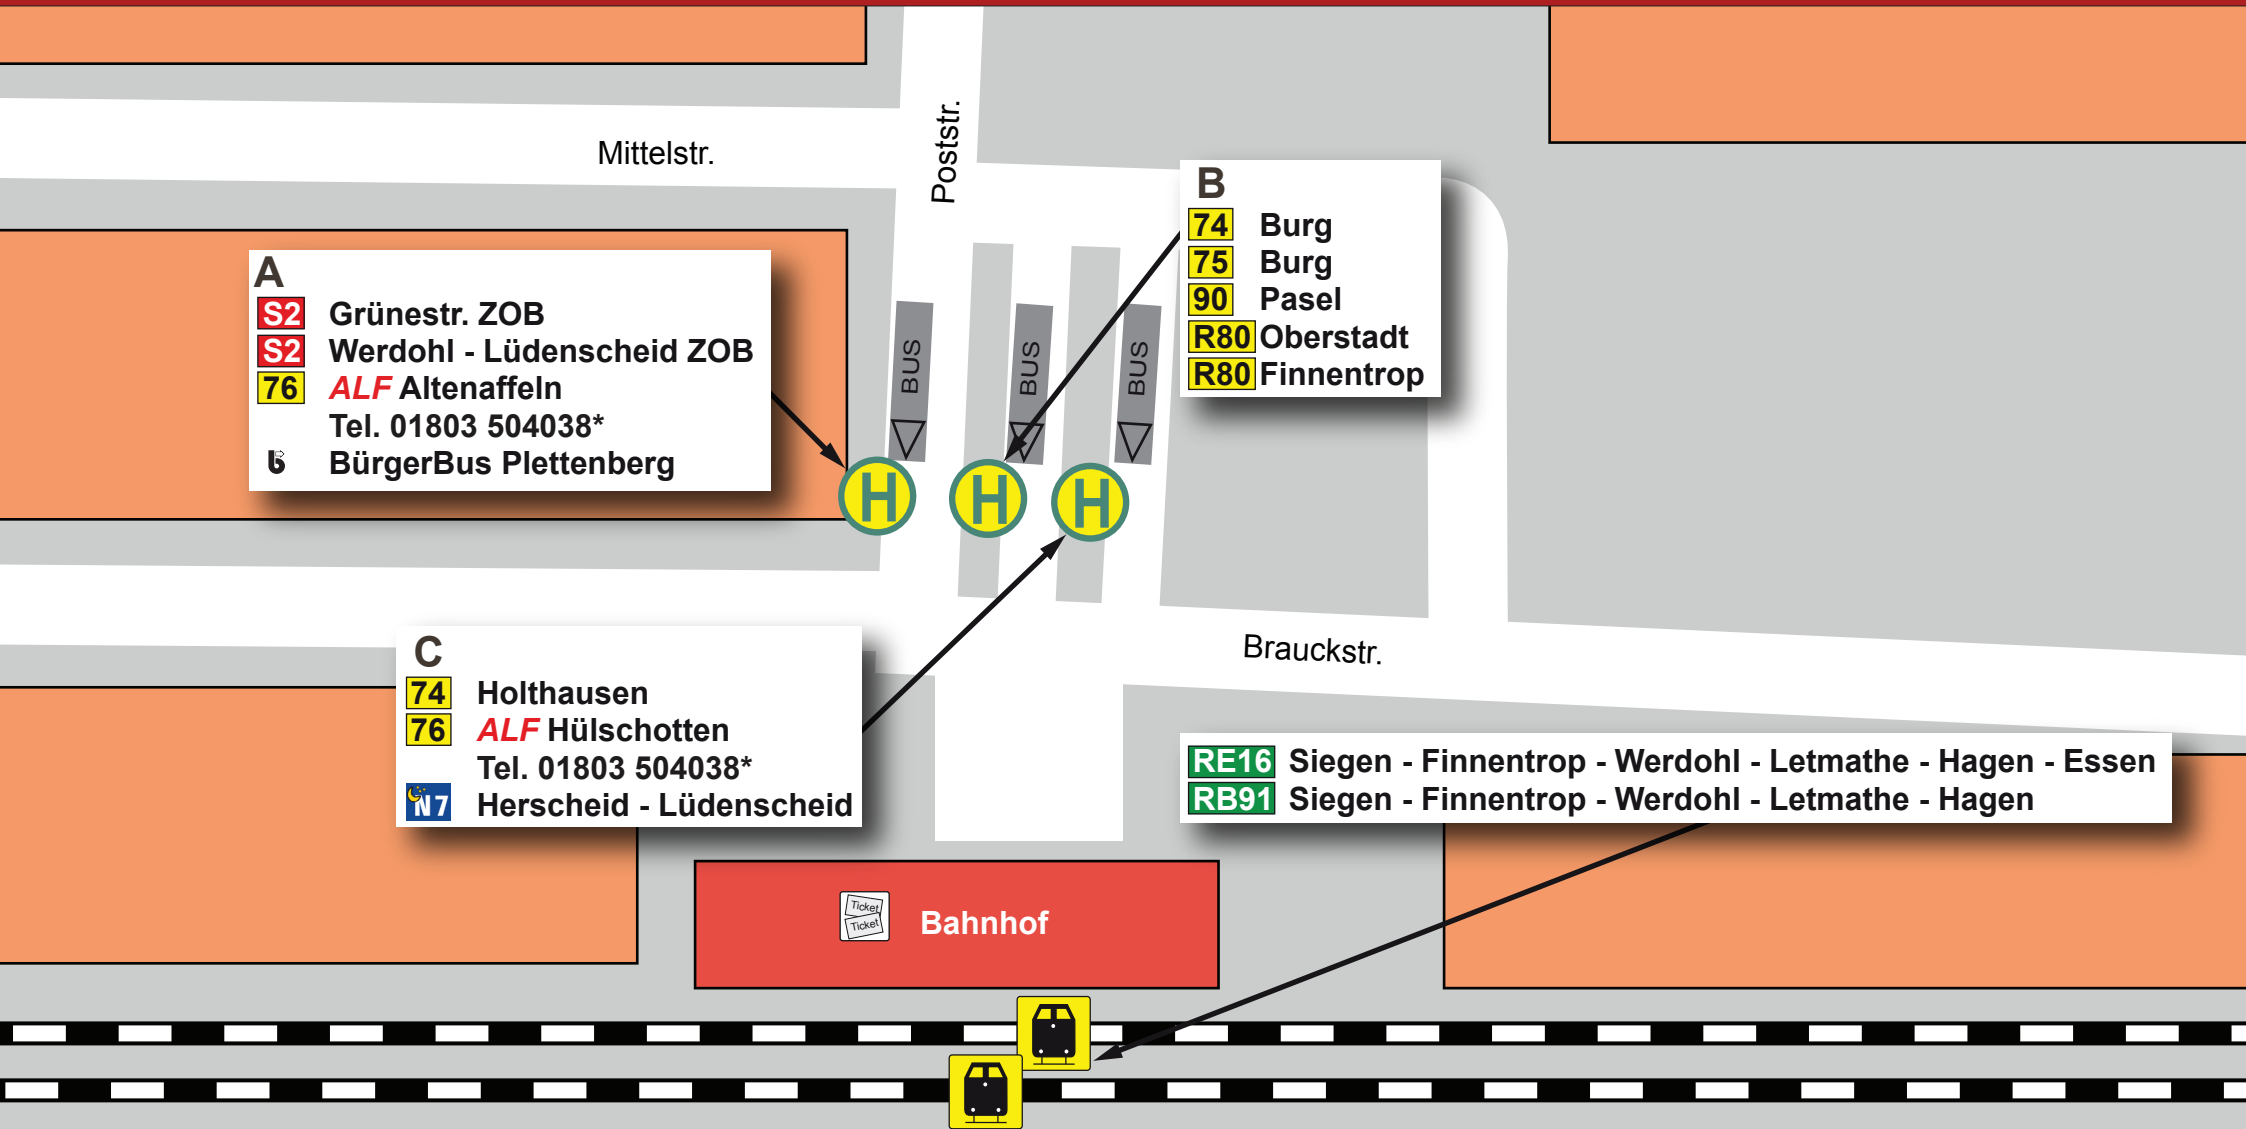 Mittelstr.
Poststr.
A
S2 Grünestr. ZOB
S2 Werdohl - Lüdenscheid ZOB
76 ALF Altenaffeln
Tel. 01803 504038*
BürgerBus Plettenberg
B
74 Burg
75 Burg
90 Pasel
R80 Oberstadt
R80 Finnentrop
BUS
BUS
BUS
H
H
H
Brauckstr.
C
74 Holthausen
76 ALF Hülschotten
Tel. 01803 504038*
N7 Herscheid - Lüdenscheid
RE16 Siegen - Finnentrop - Werdohl - Letmathe - Hagen - Essen
RB91 Siegen - Finnentrop - Werdohl - Letmathe - Hagen
Ticket
Ticket
Bahnhof